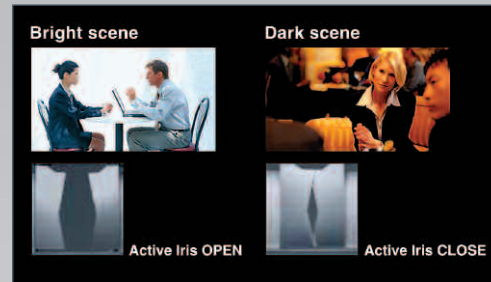 Bright scene
Dark scene
Active Iris OPEN
Active Iris CLOSE